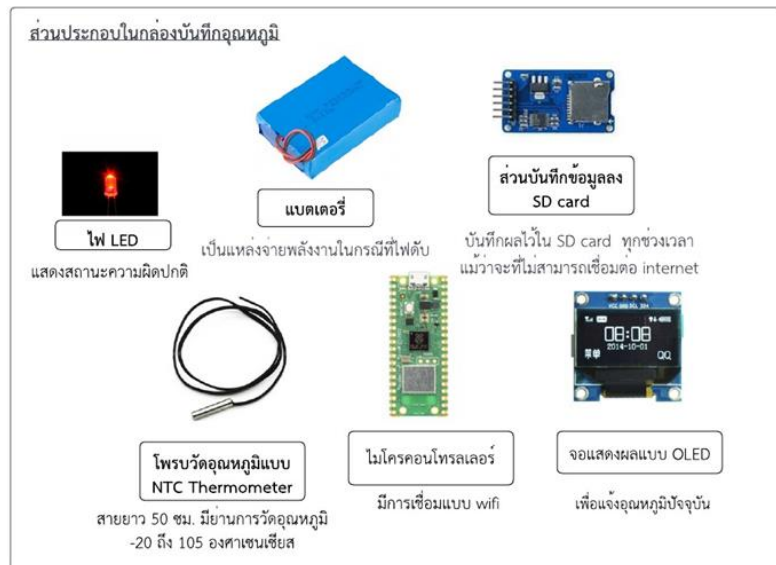 ส่วนประกอบในกล่องบันทึกอุณหภูมิ
ไฟ LED
แสดงสถานะความผิดปกติ
แบตเตอรี่
เป็นแหล่งจ่ายพลังงานในกรณีที่ไฟดับ
ส่วนบันทึกข้อมูลลง
SD card
บันทึกผลไว้ใน SD card ทุกช่วงเวลา
แม้ว่าจะที่ไม่สามารถเชื่อมต่อ internet
โพรบวัดอุณหภูมิแบบ
NTC Thermometer
สายยาว 50 ซม. มีย่านการวัดอุณหภูมิ
-20 ถึง 105 องศาเซนเซียส
ไมโครคอนโทรลเลอร์
มีการเชื่อมแบบ wifi
08:08
2014-10-01
菜单
QQ
จอแสดงผลแบบ OLED
เพื่อแจ้งอุณหภูมิปัจจุบัน